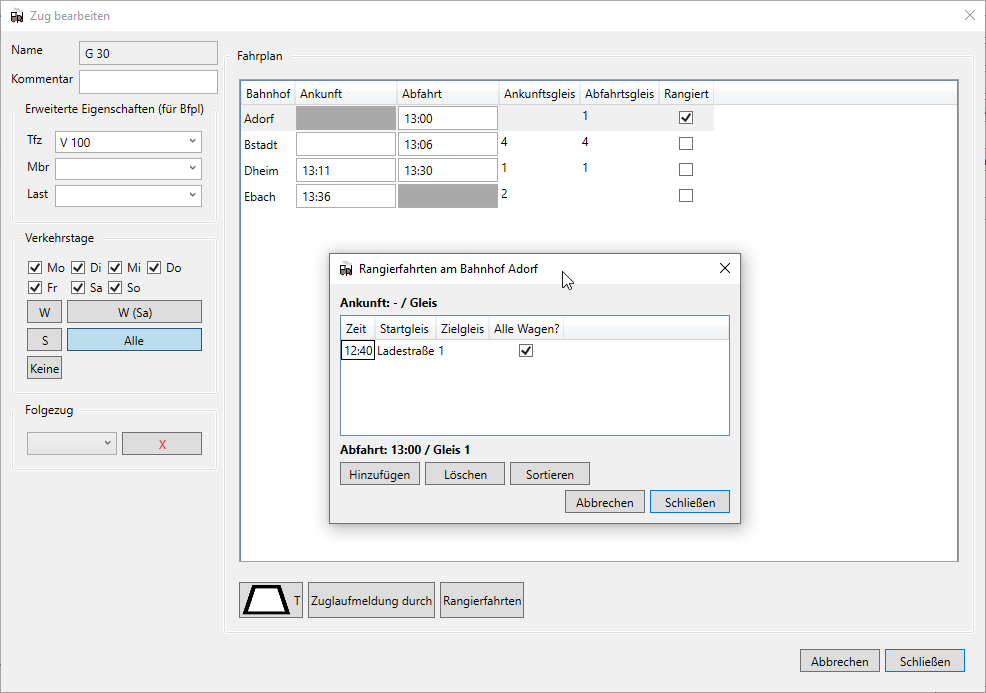 Zug bearbeiten
Name G 30
Kommentar
Erweiterte Eigenschaften (für Bfpl)
Tfz V 100
Mbr
Last
Verkehrstage
Mo Di Mi Do
Fr Sa So
W W (Sa)
S Alle
Keine
Folgezug
X
Fahrplan
Bahnhof Ankunft Abfahrt Ankunftsgleis Abfahrtsgleis Rangiert
Adorf 13:00 1
Bstadt 13:06 4 4
Dheim 13:11 13:30 1 1
Ebach 13:36 2
Rangierfahrten am Bahnhof Adorf
Ankunft: - / Gleis
Zeit Startgleis Zielgleis Alle Wagen?
12:40 Ladestraße 1
Abfahrt: 13:00 / Gleis 1
Hinzufügen Löschen Sortieren
Abbrechen Schließen
T Zuglaufmeldung durch Rangierfahrten
Abbrechen Schließen